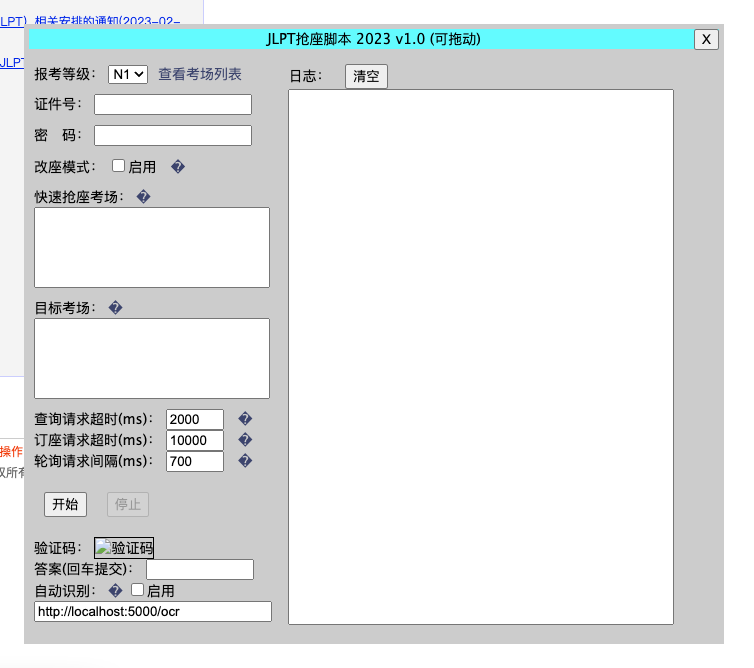 JLPT)，相关安排的通知(2023-02-
JLPT抢座脚本 2023 v1.0 (可拖动)
X
JLPT
报考等级： N1 查看考场列表
日志： 清空
证件号：
密 码：
改座模式： 启用 �
快速抢座考场： �
目标考场： �
查询请求超时(ms)： 2000 �
操作
订座请求超时(ms)： 10000 �
轮询请求间隔(ms)： 700 �
权所有
开始 停止
验证码： 验证码
答案(回车提交)：
自动识别： � 启用
http://localhost:5000/ocr